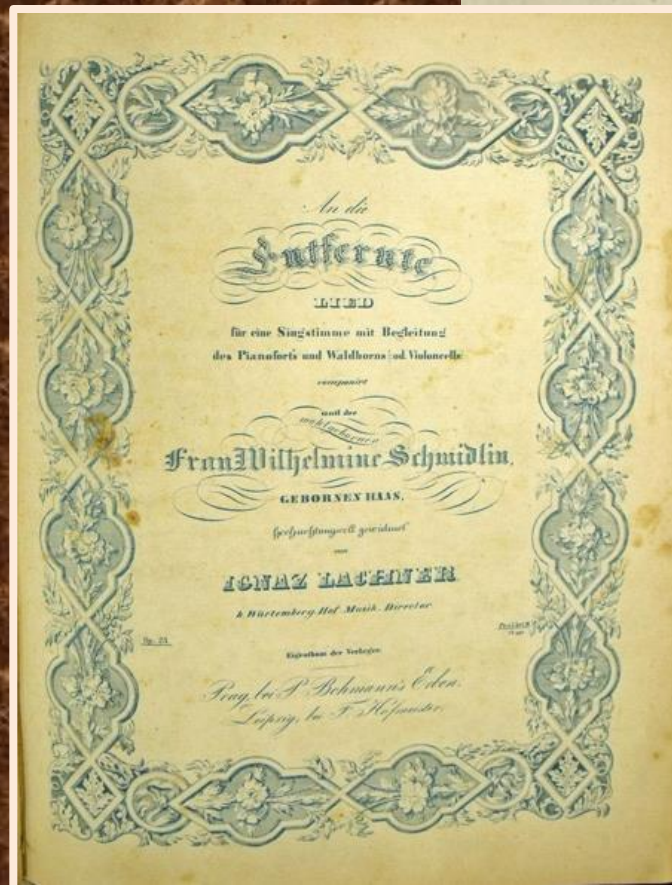 An die
Entfernte
LIED
für eine Singstimme mit Begleitung
des Pianofort's und Waldhorns od. Violoncells
componirt
und der
wohlgebornen
Frau Wilhelmine Schmidlin,
GEBORNEN HAAS,
hochachtungsvoll gewidmet
von
IGNAZ LACHNER
k. Würtemberg. Hof-Musik-Director
Op. 23.
Eigenthum der Verleger.
Prag, bei P. Bohmann's Erben.
Leipzig, bei F. Hofmeister.